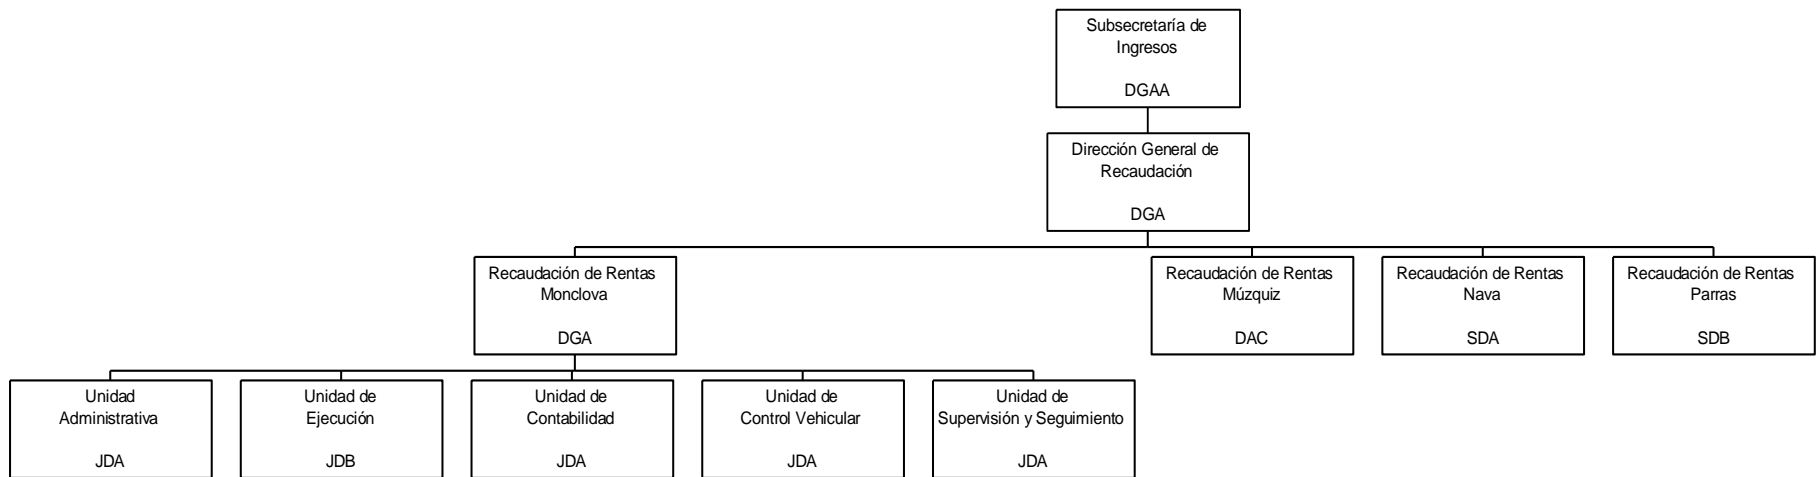 Subsecretaría de
Ingresos
DGAA
Dirección General de
Recaudación
DGA
Recaudación de Rentas
Monclova
DGA
Recaudación de Rentas
Múzquiz
DAC
Recaudación de Rentas
Nava
SDA
Recaudación de Rentas
Parras
SDB
Unidad
Administrativa
JDA
Unidad de
Ejecución
JDB
Unidad de
Contabilidad
JDA
Unidad de
Control Vehicular
JDA
Unidad de
Supervisión y Seguimiento
JDA